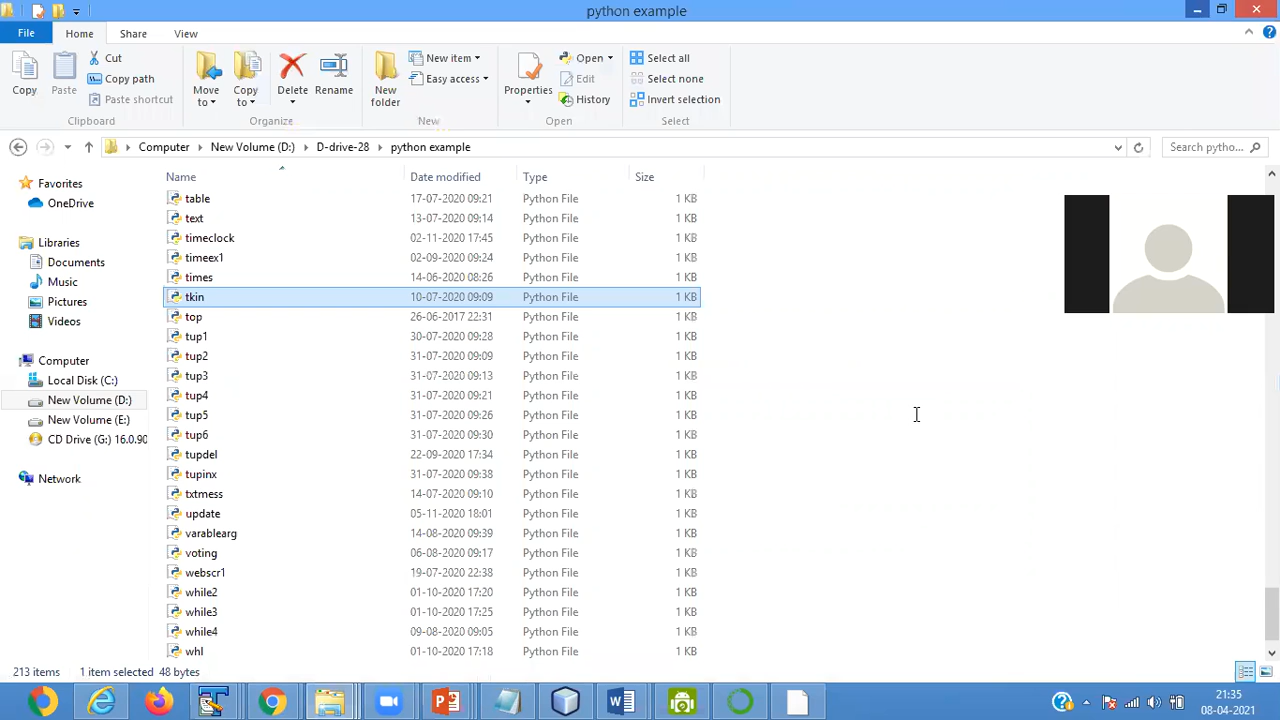 python example
File Home Share View
Copy
Paste
Cut
Copy path
Paste shortcut
Clipboard
Move to
Copy to
Delete
Rename
Organize
New folder
New item
Easy access
New
Properties
Open
Edit
History
Open
Select all
Select none
Invert selection
Select
Computer New Volume (D:) D-drive-28 python example
Search pytho...
Favorites
OneDrive
Libraries
Documents
Music
Pictures
Videos
Computer
Local Disk (C:)
New Volume (D:)
New Volume (E:)
CD Drive (G:) 16.0.90
Network
Name Date modified Type Size
table 17-07-2020 09:21 Python File 1 KB
text 13-07-2020 09:14 Python File 1 KB
timeclock 02-11-2020 17:45 Python File 1 KB
timeex1 02-09-2020 09:24 Python File 1 KB
times 14-06-2020 08:26 Python File 1 KB
tkin 10-07-2020 09:09 Python File 1 KB
top 26-06-2017 22:31 Python File 1 KB
tup1 30-07-2020 09:28 Python File 1 KB
tup2 31-07-2020 09:09 Python File 1 KB
tup3 31-07-2020 09:13 Python File 1 KB
tup4 31-07-2020 09:21 Python File 1 KB
tup5 31-07-2020 09:26 Python File 1 KB
tup6 31-07-2020 09:30 Python File 1 KB
tupdel 22-09-2020 17:34 Python File 1 KB
tupinx 31-07-2020 09:38 Python File 1 KB
txtmess 14-07-2020 09:10 Python File 1 KB
update 05-11-2020 18:01 Python File 1 KB
varablearg 14-08-2020 09:39 Python File 1 KB
voting 06-08-2020 09:17 Python File 1 KB
webscr1 19-07-2020 22:38 Python File 1 KB
while2 01-10-2020 17:20 Python File 1 KB
while3 01-10-2020 17:25 Python File 1 KB
while4 09-08-2020 09:05 Python File 1 KB
whl 01-10-2020 17:18 Python File 1 KB
213 items 1 item selected 48 bytes
21:35
08-04-2021